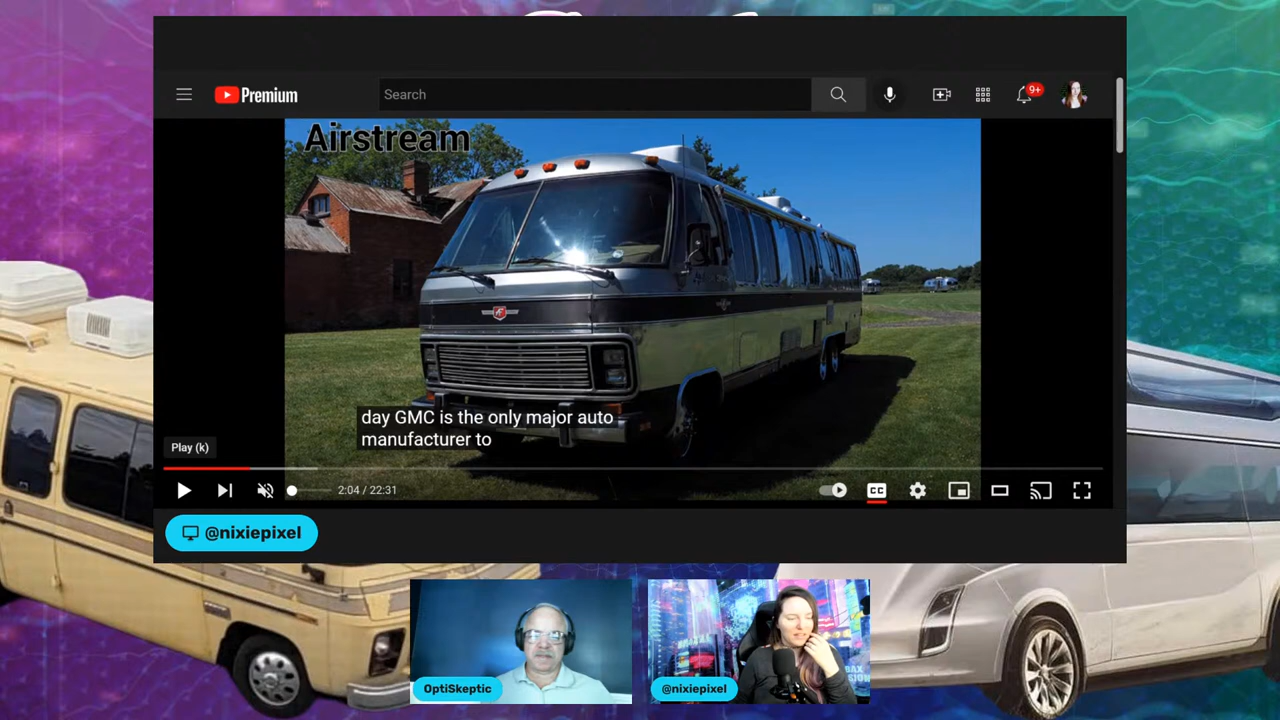 Premium
Search
9+
Airstream
day GMC is the only major auto
manufacturer to
Play (k)
2:04 / 22:31
CC
@nixiepixel
OptiSkeptic
@nixiepixel